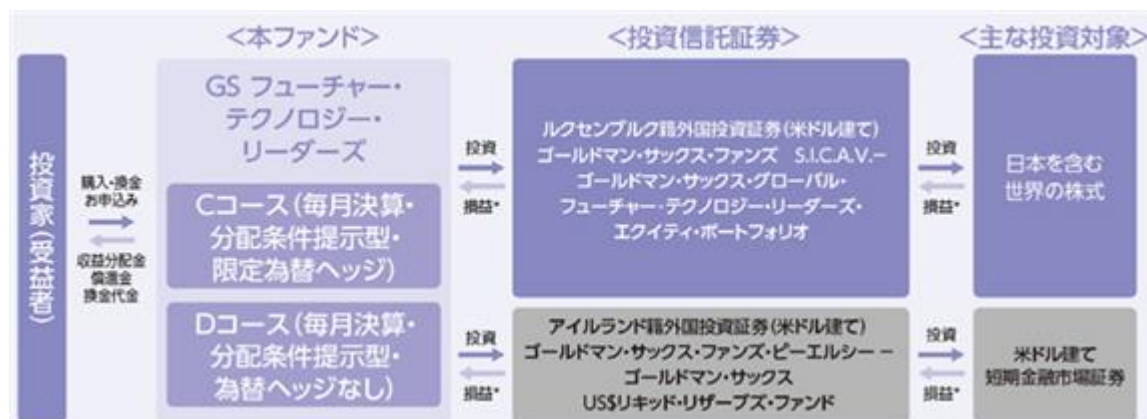 <本ファンド>
<投資信託証券>
<主な投資対象>
投資家(受益者)
購入・換金
お申込み
収益分配金
償還金
換金代金
GS フューチャー・
テクノロジー・
リーダーズ
Cコース(毎月決算・
分配条件提示型・
限定為替ヘッジ)
Dコース(毎月決算・
分配条件提示型・
為替ヘッジなし)
投資
損益*
ルクセンブルク籍外国投資証券(米ドル建て)
ゴールドマン・サックス・ファンズ S.I.C.A.V.–
ゴールドマン・サックス・グローバル・
フューチャー・テクノロジー・リーダーズ・
エクイティ・ポートフォリオ
投資
損益*
日本を含む
世界の株式
投資
損益*
アイルランド籍外国投資証券(米ドル建て)
ゴールドマン・サックス・ファンズ・ピーエルシー –
ゴールドマン・サックス
US$リキッド・リザーブズ・ファンド
投資
損益*
米ドル建て
短期金融市場証券